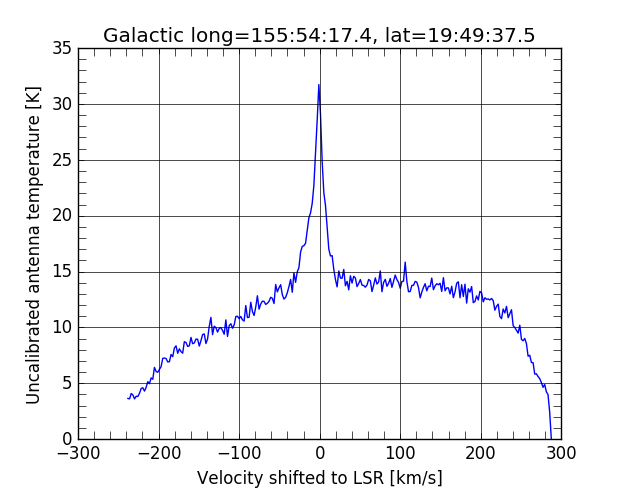 Galactic long=155:54:17.4, lat=19:49:37.5
Uncalibrated antenna temperature [K]
35
30
25
20
15
10
5
0
−300 −200 −100 0 100 200 300
Velocity shifted to LSR [km/s]